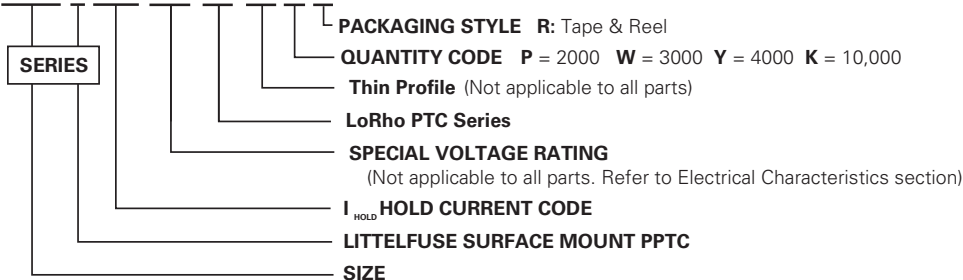 PACKAGING STYLE R: Tape & Reel
SERIES
QUANTITY CODE P = 2000 W = 3000 Y = 4000 K = 10,000
Thin Profile (Not applicable to all parts)
LoRho PTC Series
SPECIAL VOLTAGE RATING
(Not applicable to all parts. Refer to Electrical Characteristics section)
I HOLD HOLD CURRENT CODE
LITTELFUSE SURFACE MOUNT PPTC
SIZE